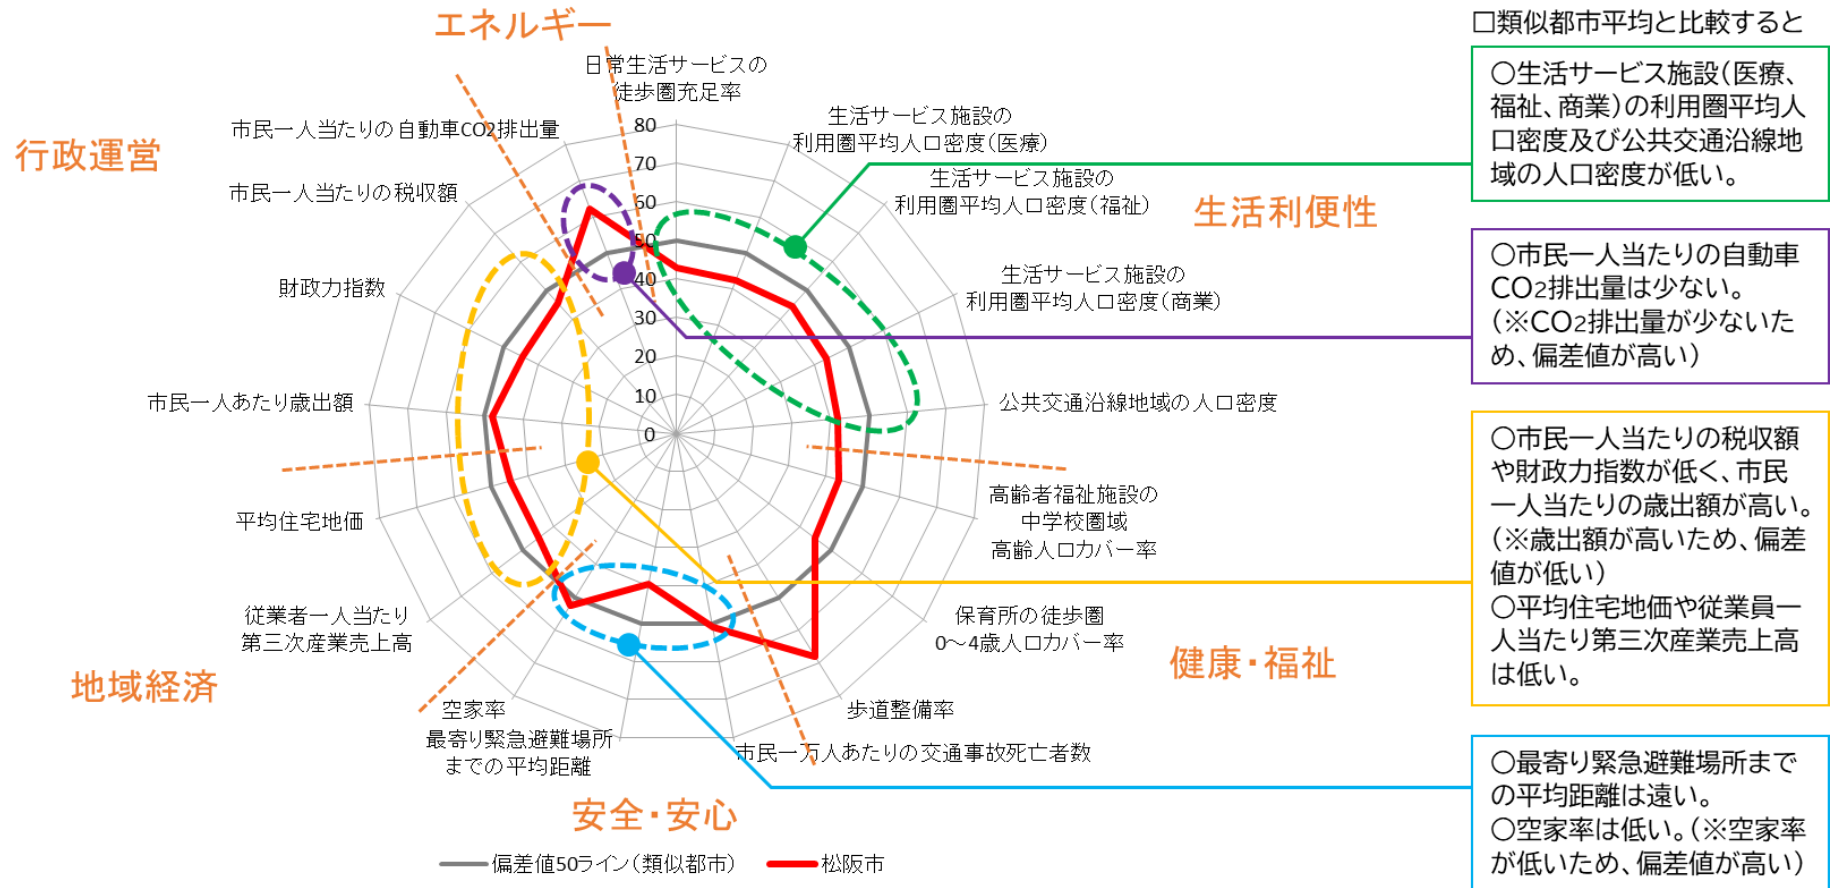 エネルギー
行政運営
生活利便性
健康・福祉
安全・安心
地域経済
日常生活サービスの
徒歩圏充足率
生活サービス施設の
利用圏平均人口密度(医療)
生活サービス施設の
利用圏平均人口密度(福祉)
生活サービス施設の
利用圏平均人口密度(商業)
公共交通沿線地域の人口密度
高齢者福祉施設の
中学校圏域
高齢人口カバー率
保育所の徒歩圏
0～4歳人口カバー率
歩道整備率
市民一万人あたりの交通事故死亡者数
最寄り緊急避難場所
までの平均距離
空家率
従業者一人当たり
第三次産業売上高
平均住宅地価
市民一人あたり歳出額
財政力指数
市民一人当たりの税収額
市民一人当たりの自動車CO2排出量
80
70
60
50
40
30
20
10
0
偏差値50ライン(類似都市)
松阪市
□類似都市平均と比較すると
○生活サービス施設(医療、
福祉、商業)の利用圏平均人
口密度及び公共交通沿線地
域の人口密度が低い。
○市民一人当たりの自動車
CO2排出量は少ない。
(※CO2排出量が少ないた
め、偏差値が高い)
○市民一人当たりの税収額
や財政力指数が低く、市民
一人当たりの歳出額が高い。
(※歳出額が高いため、偏差
値が低い)
○平均住宅地価や従業員一
人当たり第三次産業売上高
は低い。
○最寄り緊急避難場所まで
の平均距離は遠い。
○空家率は低い。(※空家率
が低いため、偏差値が高い)